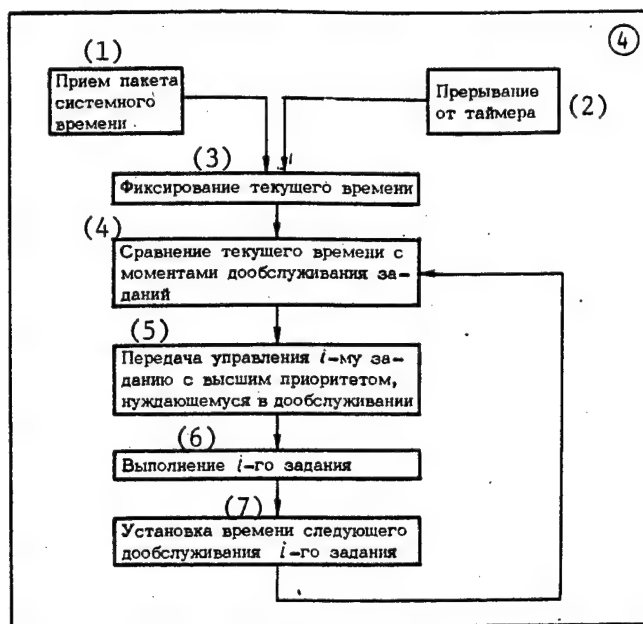 ④
(1)
Прием пакета
системного
времени
Прерывание
от таймера
(2)
(3)
Фиксирование текущего времени
(4)
Сравнение текущего времени с
моментами дообслуживания за-
даний
(5)
Передача управления i-му за-
данию с высшим приоритетом,
нуждающемуся в дообслуживании
(6)
Выполнение i-го задания
(7)
Установка времени следующего
дообслуживания i-го задания